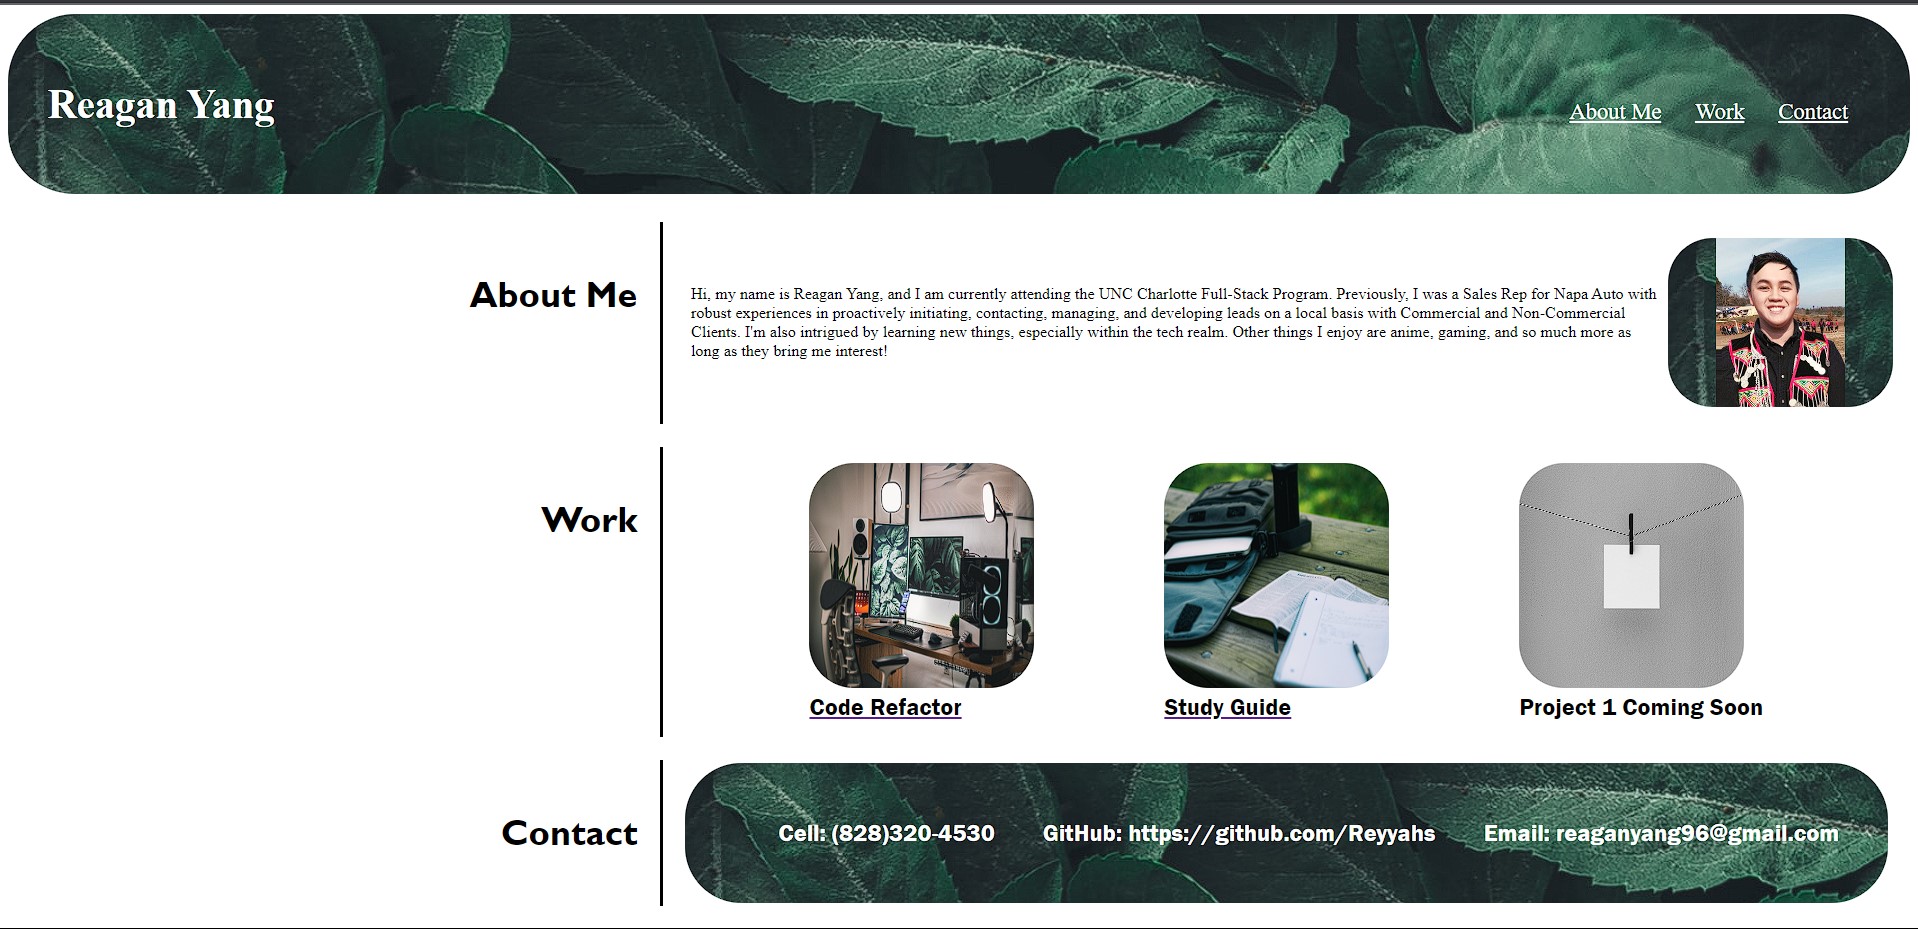 Reagan Yang
About Me Work Contact
About Me
Hi, my name is Reagan Yang, and I am currently attending the UNC Charlotte Full-Stack Program. Previously, I was a Sales Rep for Napa Auto with
robust experiences in proactively initiating, contacting, managing, and developing leads on a local basis with Commercial and Non-Commercial
Clients. I'm also intrigued by learning new things, especially within the tech realm. Other things I enjoy are anime, gaming, and so much more as
long as they bring me interest!
Work
Code Refactor
Study Guide
Project 1 Coming Soon
Contact
Cell: (828)320-4530 GitHub: https://github.com/Reyyahs Email: reaganyang96@gmail.com